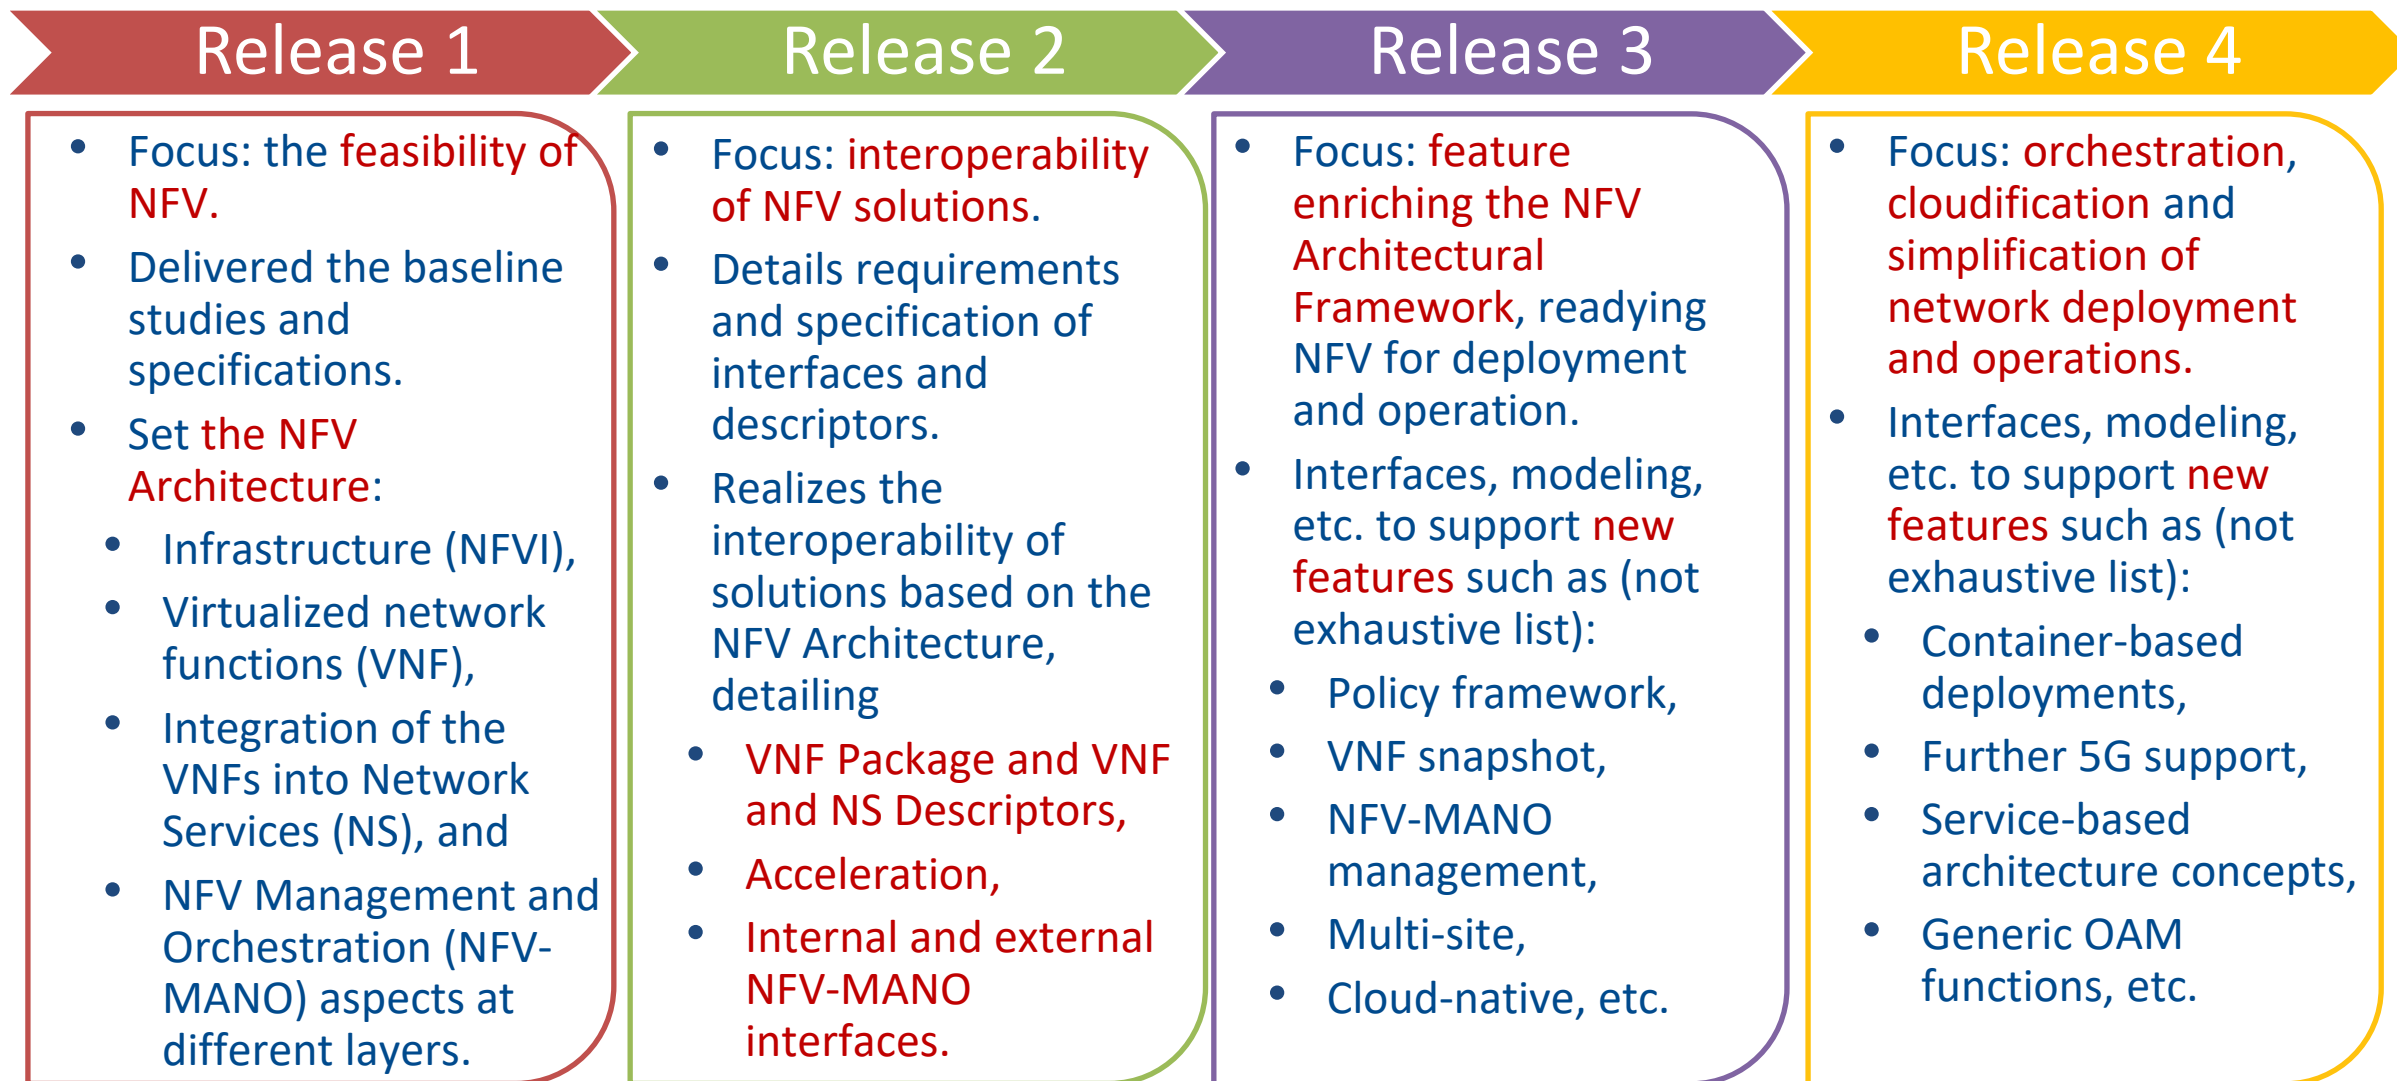 Release 1
Release 2
Release 3
Release 4
• Focus: the feasibility of
NFV.
• Delivered the baseline
studies and
specifications.
• Set the NFV
Architecture:
• Infrastructure (NFVI),
• Virtualized network
functions (VNF),
• Integration of the
VNFs into Network
Services (NS), and
• NFV Management and
Orchestration (NFV-
MANO) aspects at
different layers.
• Focus: interoperability
of NFV solutions.
• Details requirements
and specification of
interfaces and
descriptors.
• Realizes the
interoperability of
solutions based on the
NFV Architecture,
detailing
• VNF Package and VNF
and NS Descriptors,
• Acceleration,
• Internal and external
NFV-MANO
interfaces.
• Focus: feature
enriching the NFV
Architectural
Framework, readying
NFV for deployment
and operation.
• Interfaces, modeling,
etc. to support new
features such as (not
exhaustive list):
• Policy framework,
• VNF snapshot,
• NFV-MANO
management,
• Multi-site,
• Cloud-native, etc.
• Focus: orchestration,
cloudification and
simplification of
network deployment
and operations.
• Interfaces, modeling,
etc. to support new
features such as (not
exhaustive list):
• Container-based
deployments,
• Further 5G support,
• Service-based
architecture concepts,
• Generic OAM
functions, etc.